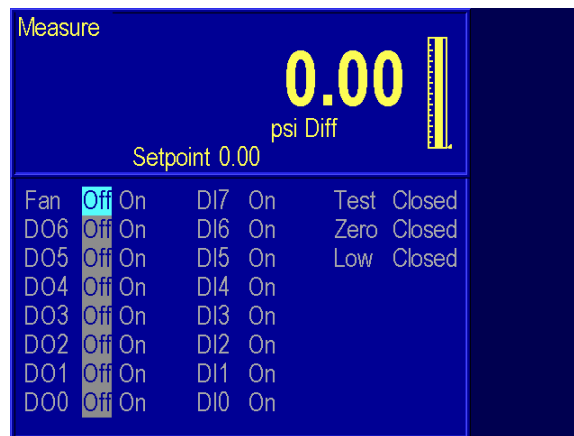 Measure
0.00
psi Diff
Setpoint 0.00
Fan Off On DI7 On Test Closed
DO6 Off On DI6 On Zero Closed
DO5 Off On DI5 On Low Closed
DO4 Off On DI4 On
DO3 Off On DI3 On
DO2 Off On DI2 On
DO1 Off On DI1 On
DO0 Off On DI0 On